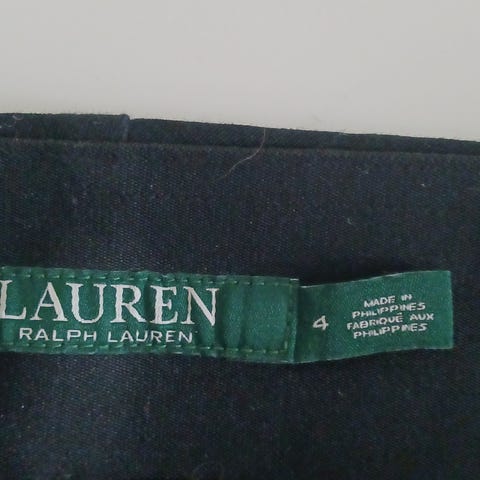 LAUREN
RALPH LAUREN
4
MADE IN
PHILIPPINES
FABRIQUÉ AUX
PHILIPPINES